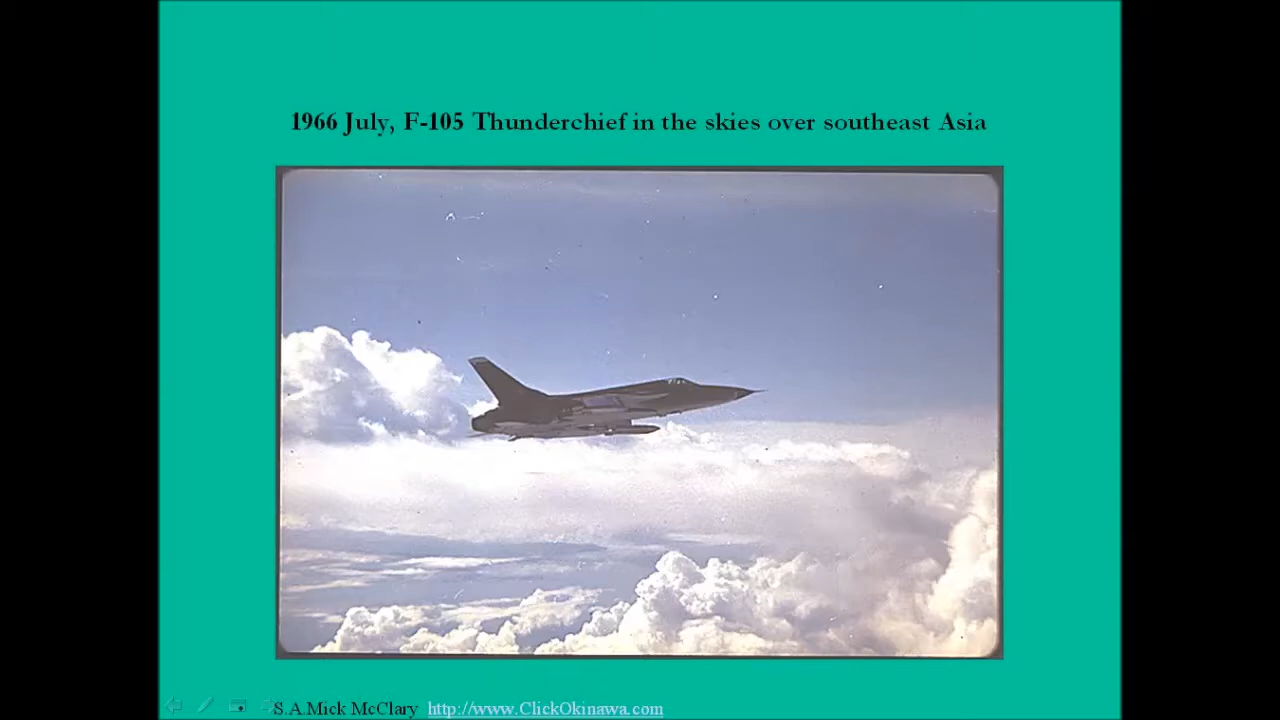 1966 July, F-105 Thunderchief in the skies over southeast Asia
S.A.Mick McClary http://www.ClickOkinawa.com